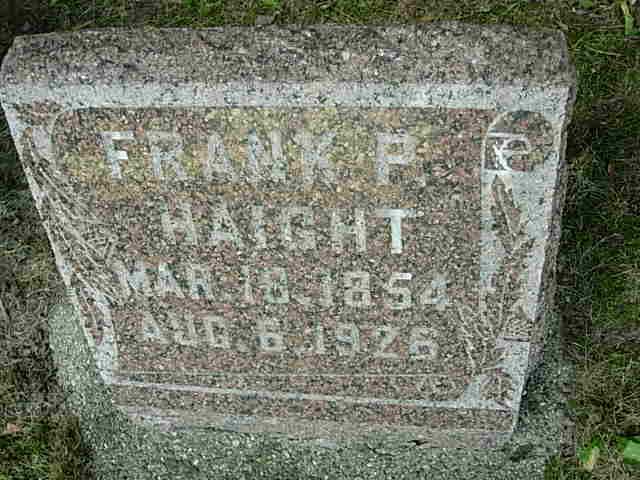 FRANK P.
HAIGHT
MAR. 18. 1854
AUG. 6. 1926